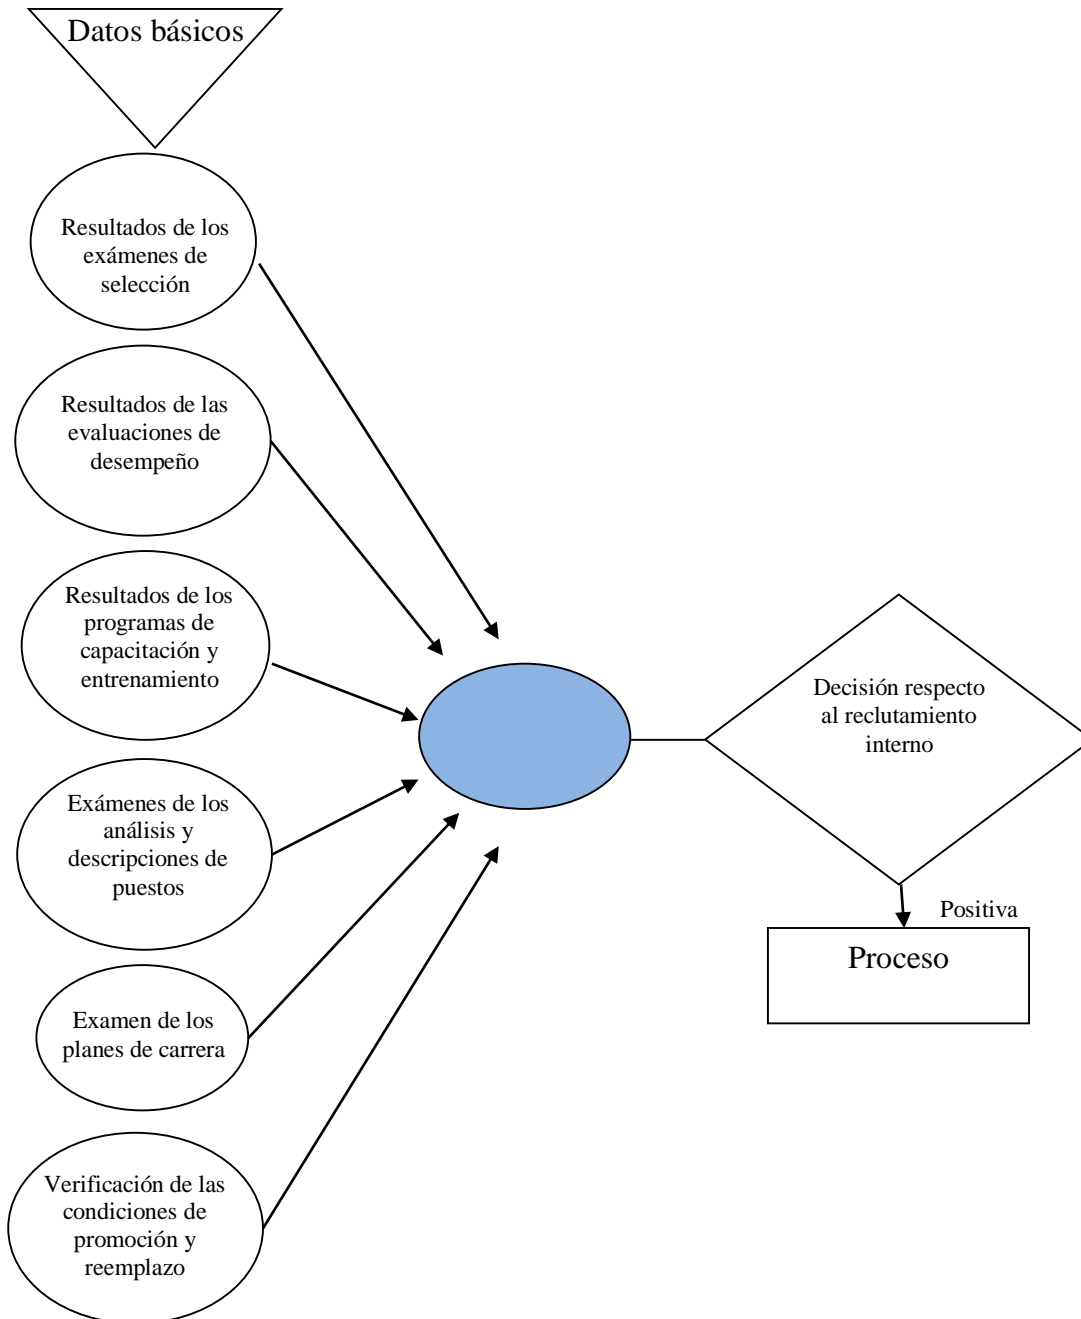 Datos básicos
Resultados de los
exámenes de
selección
Resultados de las
evaluaciones de
desempeño
Resultados de los
programas de
capacitación y
entrenamiento
Exámenes de los
análisis y
descripciones de
puestos
Examen de los
planes de carrera
Verificación de las
condiciones de
promoción y
reemplazo
Decisión respecto
al reclutamiento
interno
Positiva
Proceso